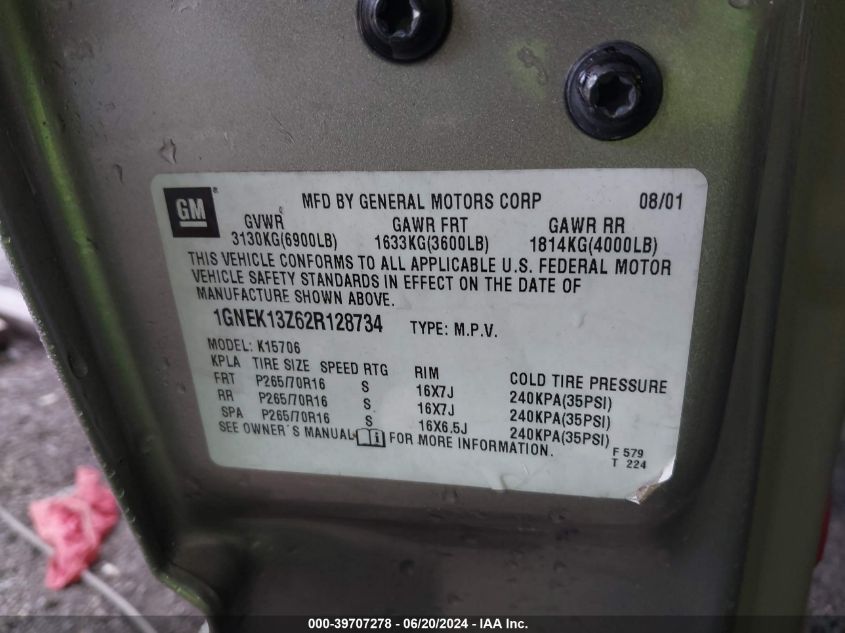 GM
MFD BY GENERAL MOTORS CORP 08/01
GVWR GAWR FRT GAWR RR
3130KG(6900LB) 1633KG(3600LB) 1814KG(4000LB)
THIS VEHICLE CONFORMS TO ALL APPLICABLE U.S. FEDERAL MOTOR
VEHICLE SAFETY STANDARDS IN EFFECT ON THE DATE OF
MANUFACTURE SHOWN ABOVE.
1GNEK13Z62R128734 TYPE: M.P.V.
MODEL: K15706
KPLA TIRE SIZE SPEED RTG RIM COLD TIRE PRESSURE
FRT P265/70R16 S 16X7J 240KPA(35PSI)
RR P265/70R16 S 16X7J 240KPA(35PSI)
SPA P265/70R16 S 16X6.5J 240KPA(35PSI)
SEE OWNER'S MANUAL FOR MORE INFORMATION.
F 579
T 224
000-39707278 - 06/20/2024 - IAA Inc.